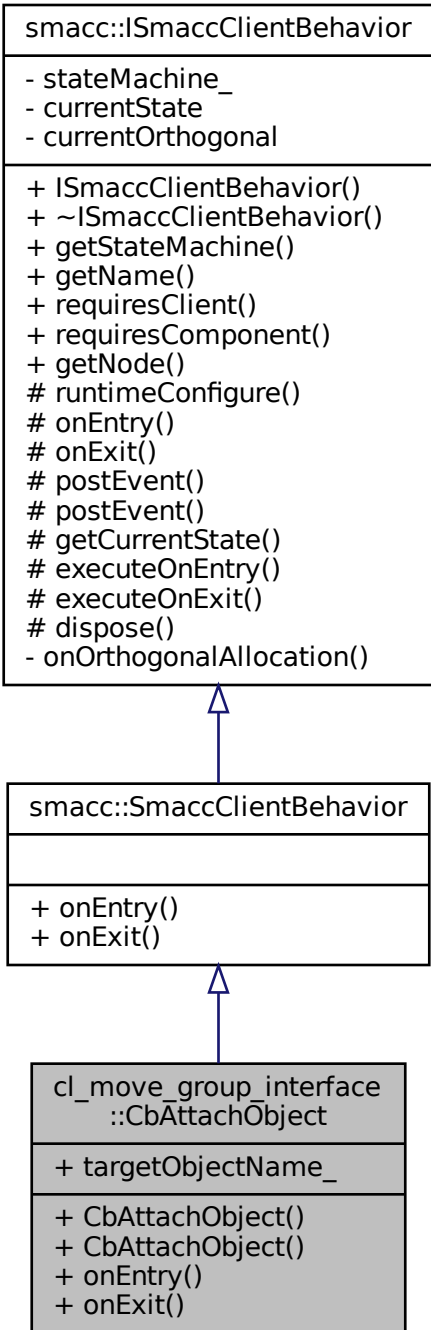 smacc::ISmaccClientBehavior
- stateMachine_
- currentState
- currentOrthogonal
+ ISmaccClientBehavior()
+ ~ISmaccClientBehavior()
+ getStateMachine()
+ getName()
+ requiresClient()
+ requiresComponent()
+ getNode()
# runtimeConfigure()
# onEntry()
# onExit()
# postEvent()
# postEvent()
# getCurrentState()
# executeOnEntry()
# executeOnExit()
# dispose()
- onOrthogonalAllocation()
smacc::SmaccClientBehavior
+ onEntry()
+ onExit()
cl_move_group_interface
::CbAttachObject
+ targetObjectName_
+ CbAttachObject()
+ CbAttachObject()
+ onEntry()
+ onExit()